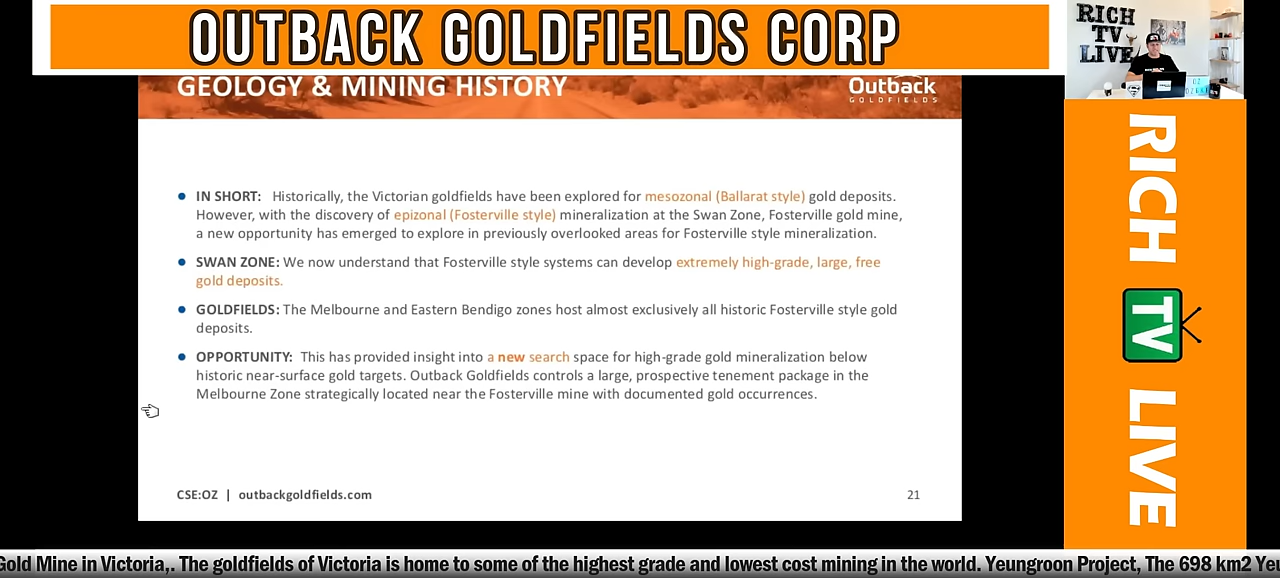 OUTBACK GOLDFIELDS CORP
RICH
TV
LIVE
GEOLOGY & MINING HISTORY
Outback
GOLDFIELDS
• IN SHORT: Historically, the Victorian goldfields have been explored for mesozonal (Ballarat style) gold deposits.
However, with the discovery of epizonal (Fosterville style) mineralization at the Swan Zone, Fosterville gold mine,
a new opportunity has emerged to explore in previously overlooked areas for Fosterville style mineralization.
• SWAN ZONE: We now understand that Fosterville style systems can develop extremely high-grade, large, free
gold deposits.
• GOLDFIELDS: The Melbourne and Eastern Bendigo zones host almost exclusively all historic Fosterville style gold
deposits.
• OPPORTUNITY: This has provided insight into a new search space for high-grade gold mineralization below
historic near-surface gold targets. Outback Goldfields controls a large, prospective tenement package in the
Melbourne Zone strategically located near the Fosterville mine with documented gold occurrences.
CSE:OZ | outbackgoldfields.com
21
RICH TV LIVE
Gold Mine in Victoria,. The goldfields of Victoria is home to some of the highest grade and lowest cost mining in the world. Yeungroon Project, The 698 km2 Yeu